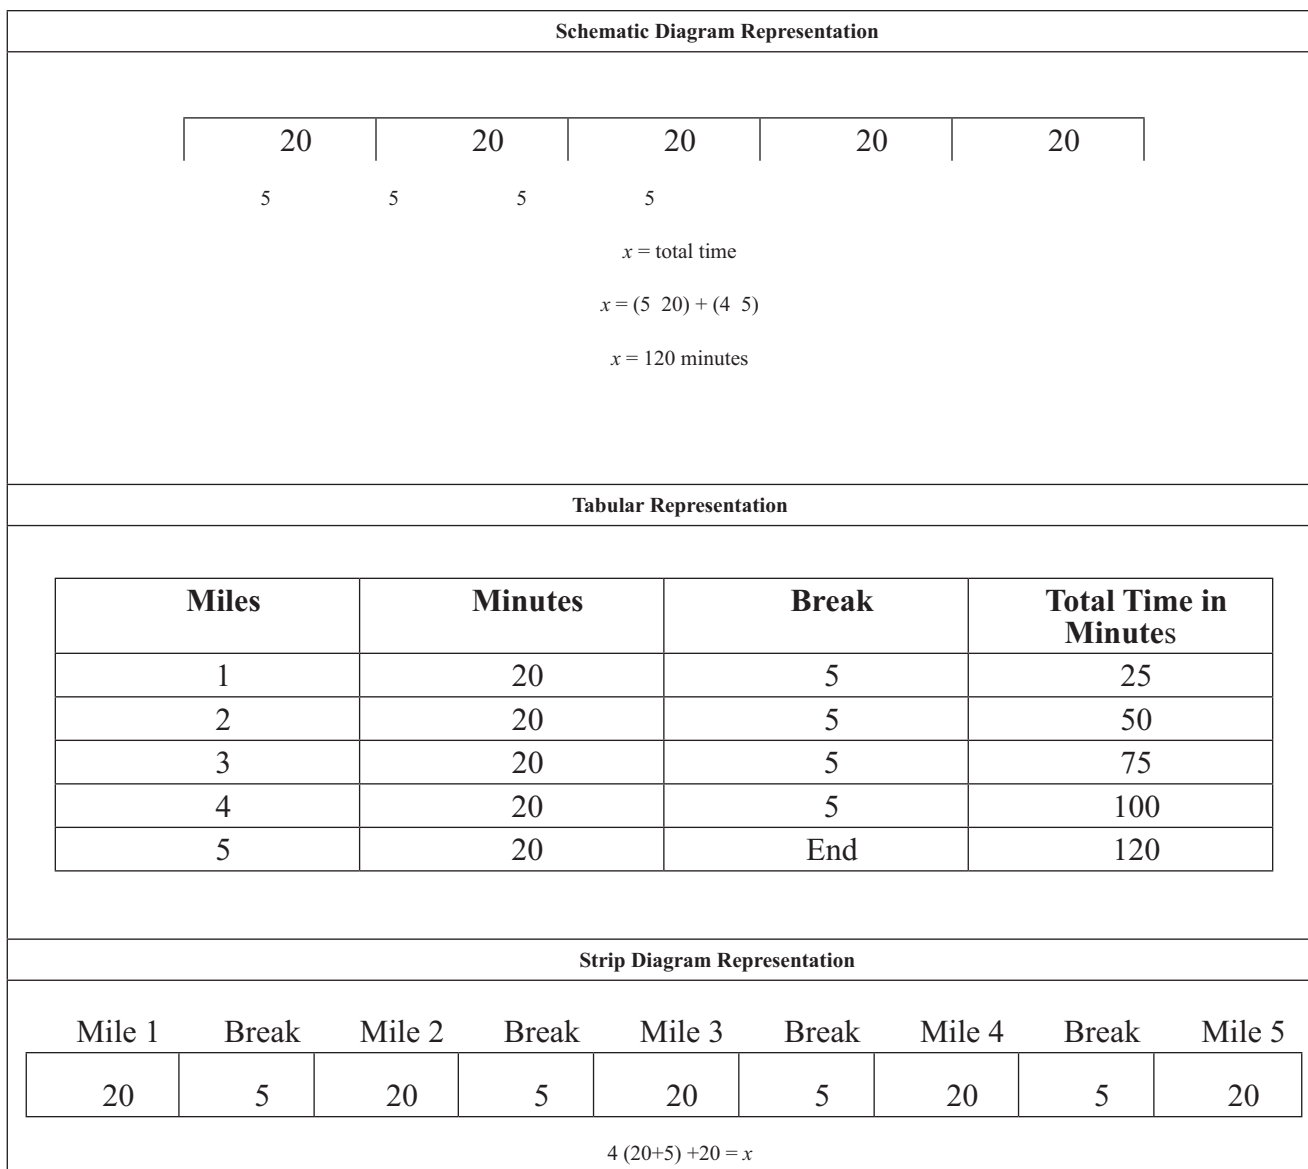 Schematic Diagram Representation
20 20 20 20 20
5 5 5 5
x = total time
x = (5 20) + (4 5)
x = 120 minutes
Tabular Representation
Miles Minutes Break Total Time in
Minutes
1 20 5 25
2 20 5 50
3 20 5 75
4 20 5 100
5 20 End 120
Strip Diagram Representation
Mile 1 Break Mile 2 Break Mile 3 Break Mile 4 Break Mile 5
20 5 20 5 20 5 20 5 20
4 (20+5) +20 = x